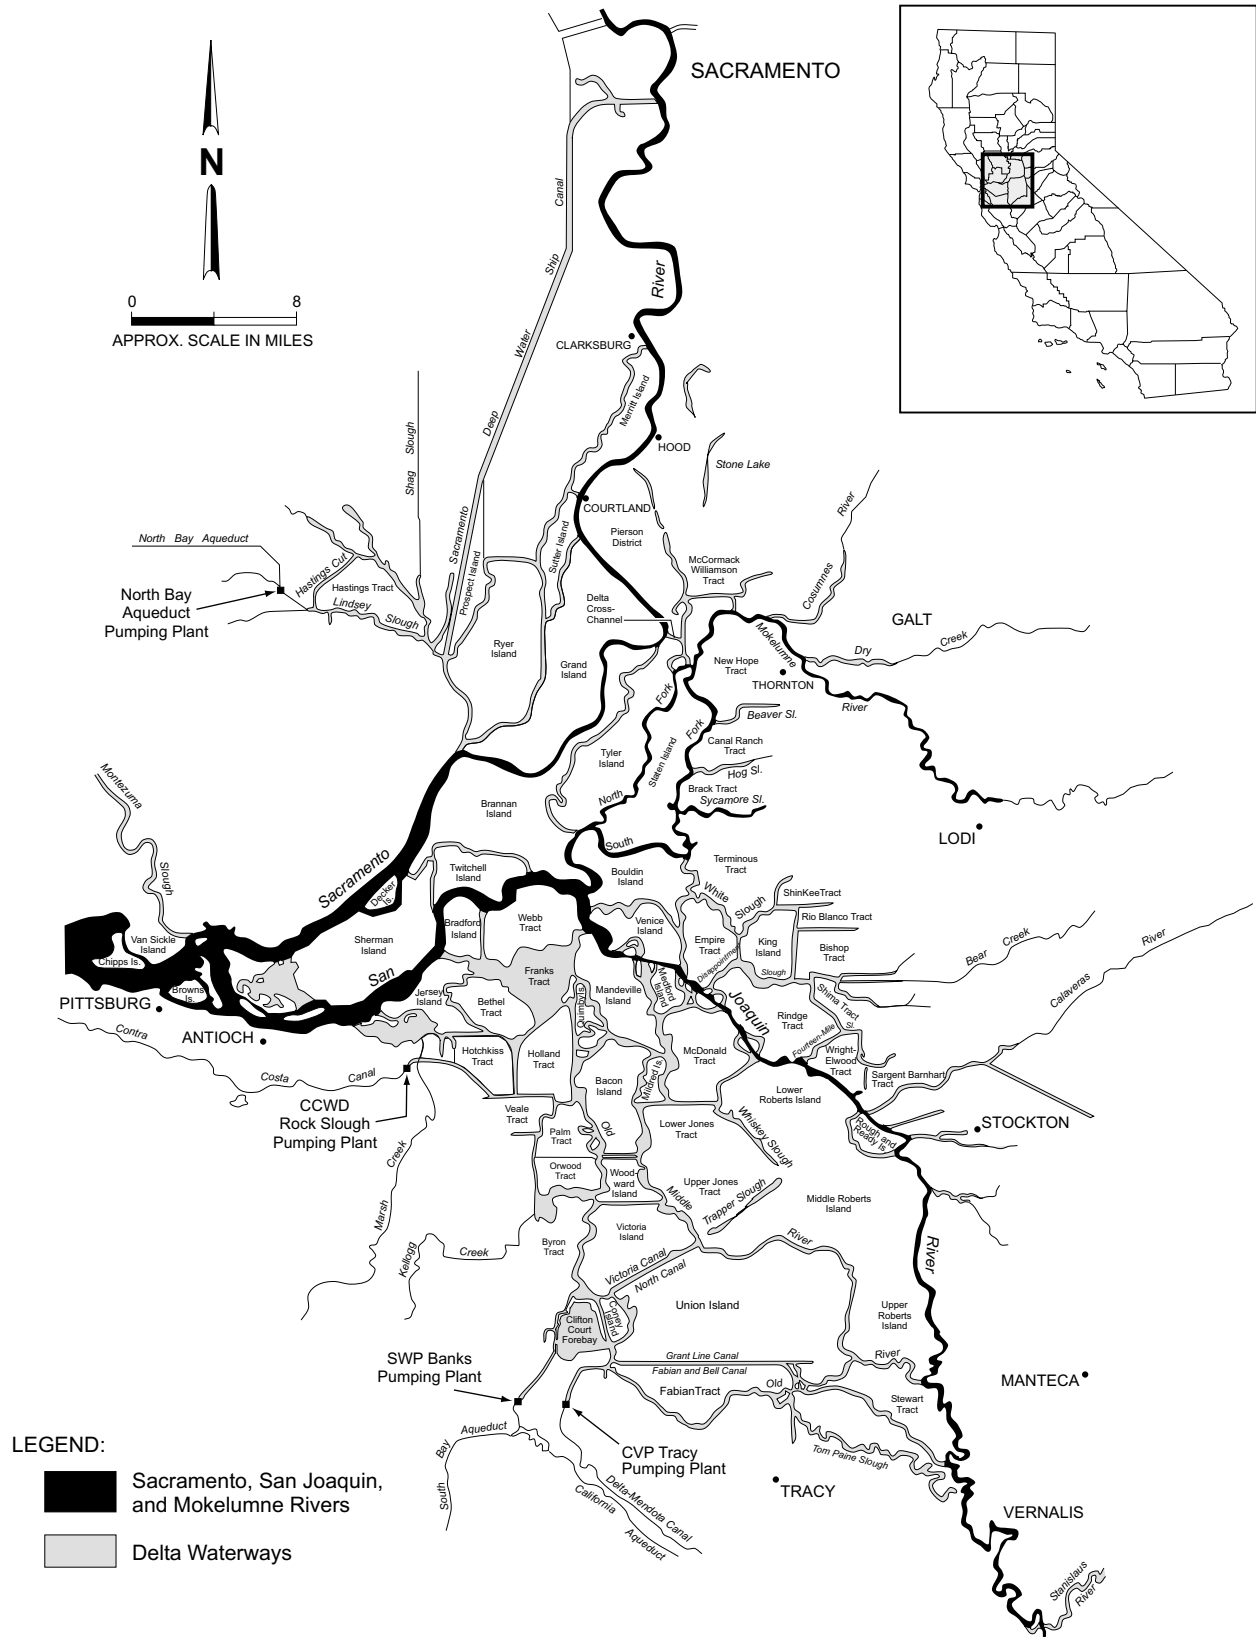 SACRAMENTO
N
0 8
APPROX. SCALE IN MILES
Sacramento Deep Water Ship Canal
River
CLARKSBURG
Merritt Island
HOOD
Stone Lake
Shag Slough
COURTLAND
Pierson
District
Sutter Island
Prospect Island
North Bay Aqueduct
North Bay
Aqueduct
Pumping Plant
Hastings Cut
Hastings Tract
Lindsey Slough
McCormack
Williamson
Tract
Cosumnes River
Delta
Cross-
Channel
GALT
Mokelumne River
Dry Creek
Ryer
Island
Grand
Island
New Hope
Tract
THORNTON
North Fork
South Fork
Beaver Sl.
Canal Ranch
Tract
Hog Sl.
Staten Island
Tyler
Island
Brack Tract
Sycamore Sl.
Brannan
Island
LODI
Montezuma Slough
Sacramento
Decker
Is.
Twitchell
Island
Bouldin
Island
Terminous
Tract
White Slough
ShinKeeTract
Rio Blanco Tract
Bishop
Tract
Bear Creek
Calaveras River
Van Sickle
Island
Chipps Is.
Browns
Is.
Sherman
Island
Bradford
Island
Webb
Tract
Venice
Island
Empire
Tract
King
Island
Disappointment Slough
San Joaquin River
Franks
Tract
Jersey
Island
Bethel
Tract
Quimby Is.
Mandeville
Island
Medford
Island
Rindge
Tract
Shima Tract
Fourteen-Mile Sl.
Wright-
Elwood
Tract
Sargent Barnhart
Tract
PITTSBURG
ANTIOCH
Contra Costa Canal
CCWD
Rock Slough
Pumping Plant
Hotchkiss
Tract
Holland
Tract
Bacon
Island
Mildred Is.
McDonald
Tract
Lower
Roberts Island
Rough and
Ready Is.
STOCKTON
Veale
Tract
Palm
Tract
Old
Lower Jones
Tract
Whiskey Slough
Orwood
Tract
Wood-
ward
Island
Upper Jones
Tract
Trapper Slough
Middle River
Middle Roberts
Island
Marsh Creek
Kellogg Creek
Byron
Tract
Victoria
Island
Victoria Canal
North Canal
Union Island
Coney
Island
Clifton
Court
Forebay
Upper
Roberts
Island
SWP Banks
Pumping Plant
Grant Line Canal
Fabian and Bell Canal
FabianTract
Old River
Stewart
Tract
MANTECA
South Bay Aqueduct
CVP Tracy
Pumping Plant
Delta-Mendota Canal
California Aqueduct
Tom Paine Slough
TRACY
VERNALIS
Stanislaus
River
LEGEND:
Sacramento, San Joaquin,
and Mokelumne Rivers
Delta Waterways